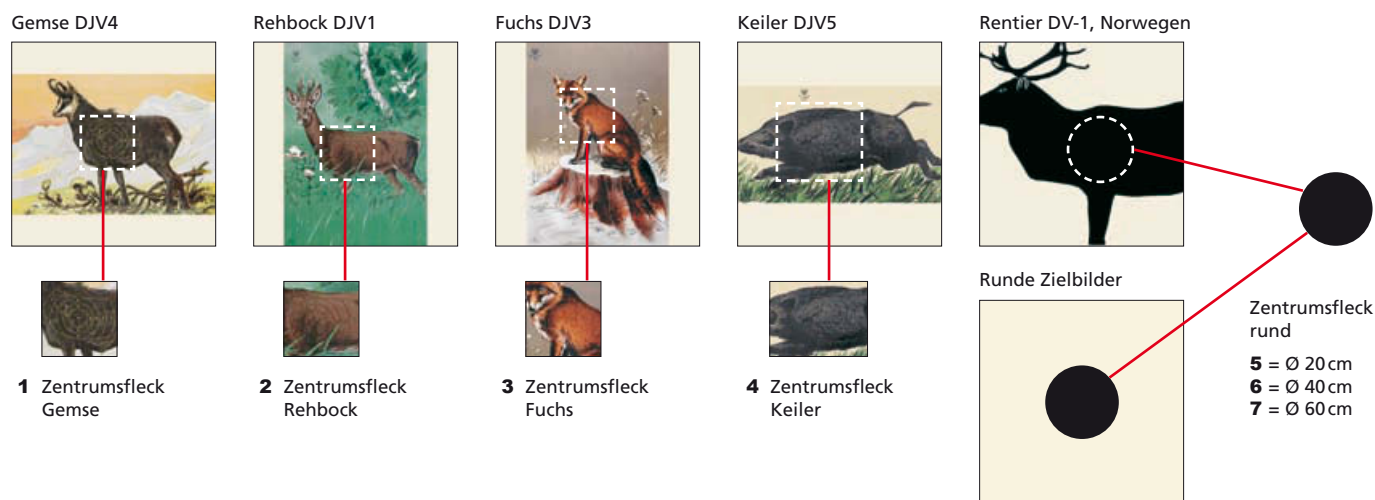 Gemse DJV4
Rehbock DJV1
Fuchs DJV3
Keiler DJV5
Rentier DV-1, Norwegen
1 Zentrumsfleck
Gemse
2 Zentrumsfleck
Rehbock
3 Zentrumsfleck
Fuchs
4 Zentrumsfleck
Keiler
Runde Zielbilder
Zentrumsfleck
rund
5 = Ø 20 cm
6 = Ø 40 cm
7 = Ø 60 cm